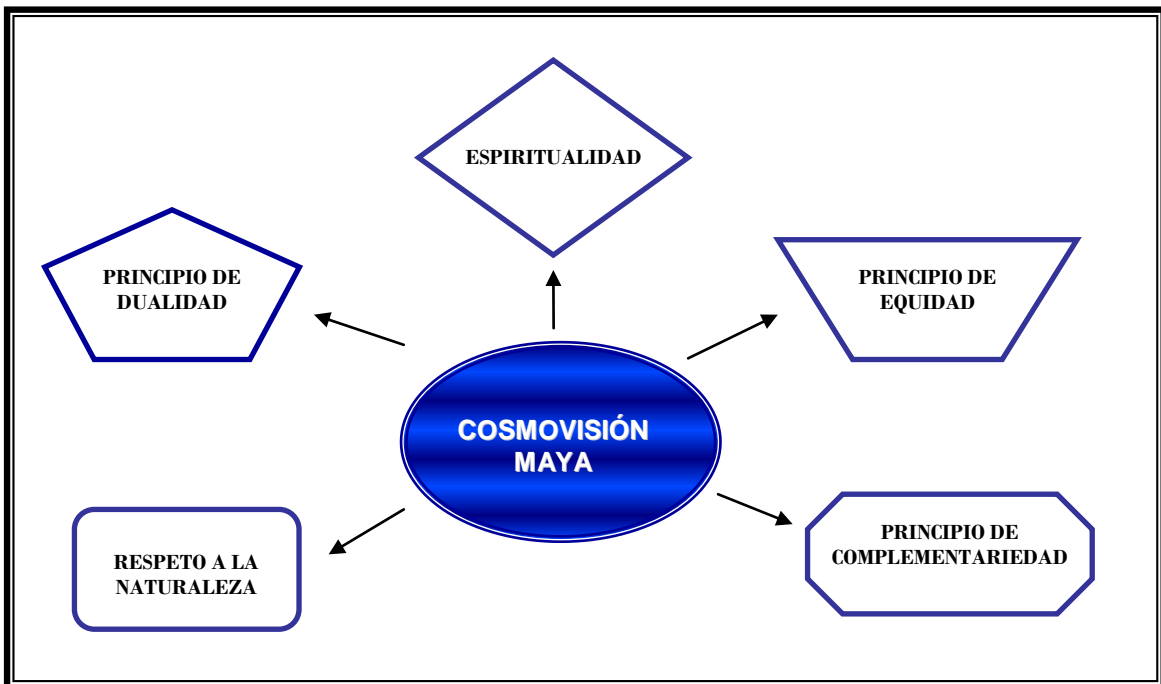 ESPIRITUALIDAD
PRINCIPIO DE
DUALIDAD
PRINCIPIO DE
EQUIDAD
COSMOVISIÓN
MAYA
RESPETO A LA
NATURALEZA
PRINCIPIO DE
COMPLEMENTARIEDAD